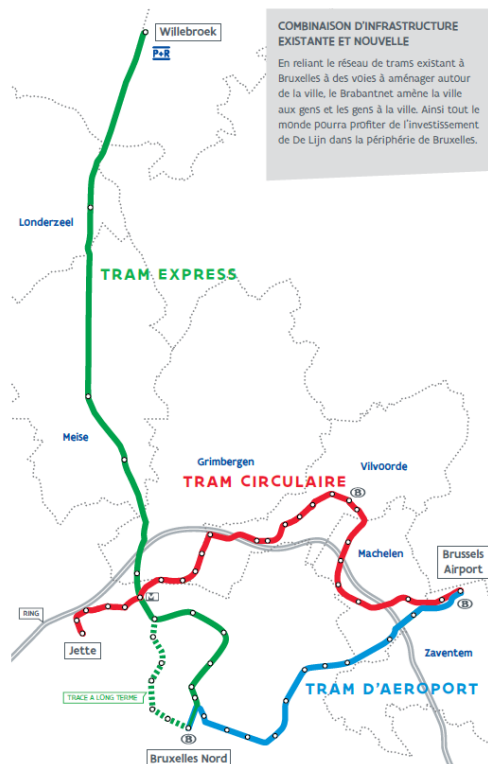 Willebroek
P+R
COMBINAISON D'INFRASTRUCTURE
EXISTANTE ET NOUVELLE
En reliant le réseau de trams existant à
Bruxelles à des voies à aménager autour
de la ville, le Brabantnet amène la ville
aux gens et les gens à la ville. Ainsi tout le
monde pourra profiter de l'investissement
de De Lijn dans la périphérie de Bruxelles.
Londerzeel
TRAM EXPRESS
Meise
Grimbergen
Vilvoorde
TRAM CIRCULAIRE
B
Machelen
Brussels
Airport
B
M
RING
Jette
Zaventem
TRAM D'AEROPORT
TRACE A LONG TERME
B
Bruxelles Nord